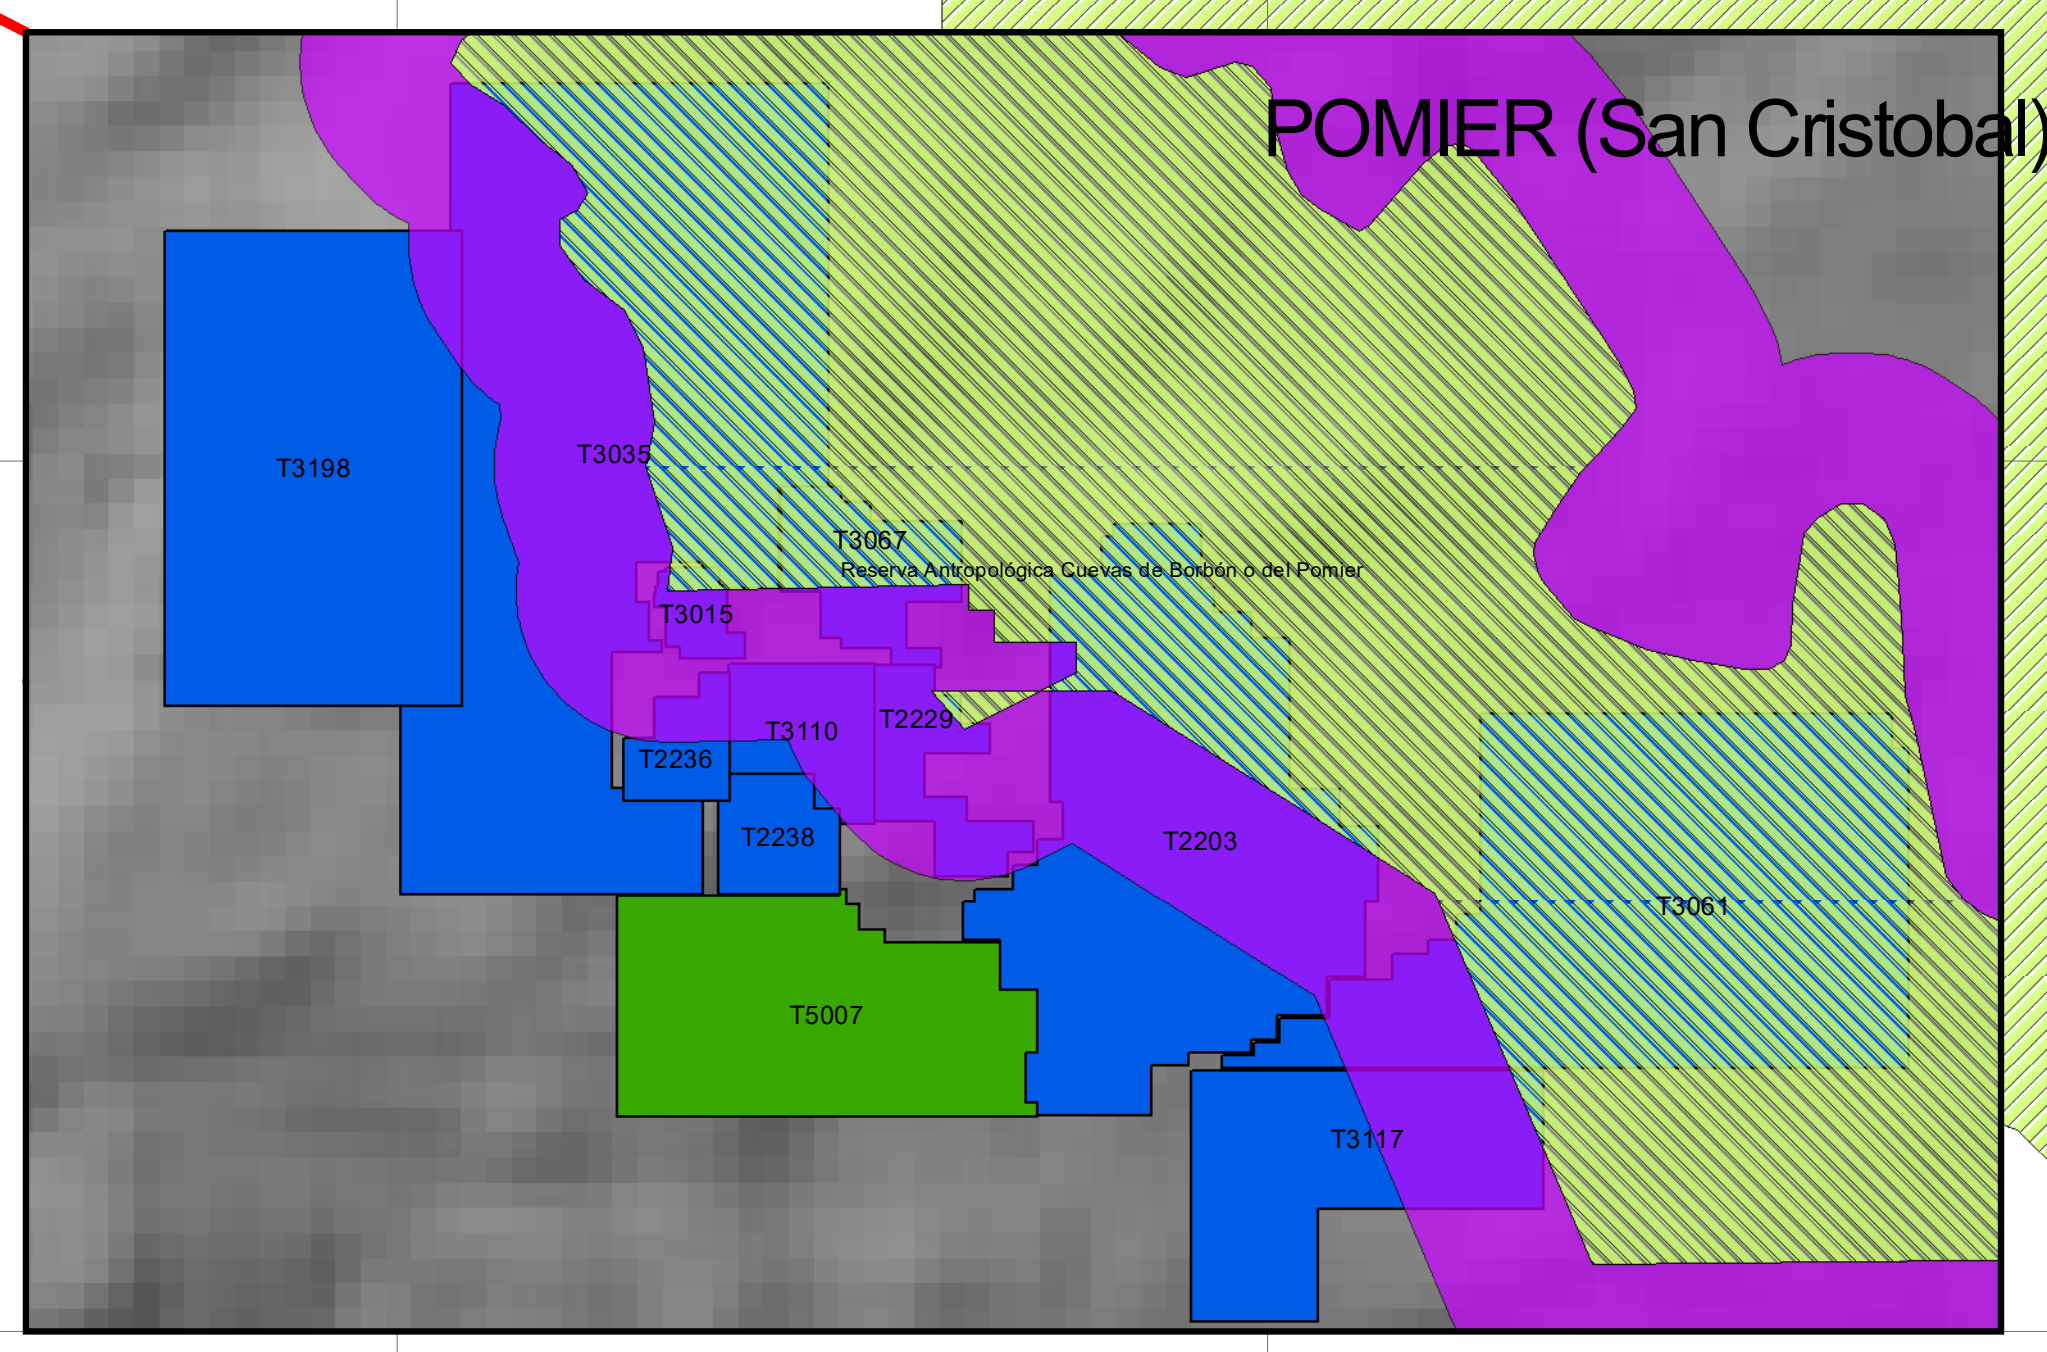 POMIER (San Cristobal)
T3035
T3198
T3067
Reserva Antropológica Cuevas de Borbón o del Pomier
T3015
T2229
T3110
T2236
T2238
T2203
T3061
T5007
T3117